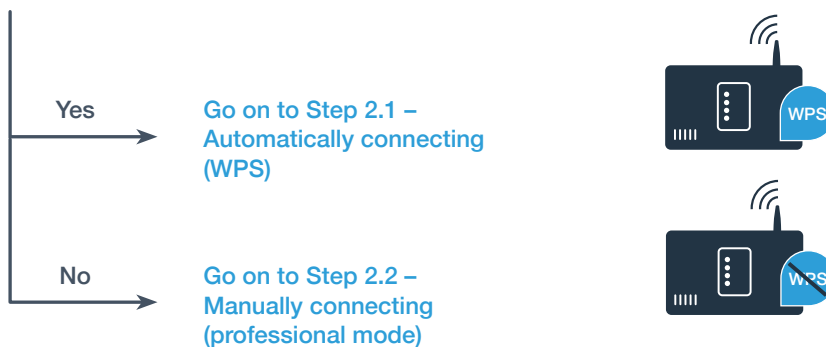 Yes
Go on to Step 2.1 –
Automatically connecting
(WPS)
WPS
No
Go on to Step 2.2 –
Manually connecting
(professional mode)
WPS